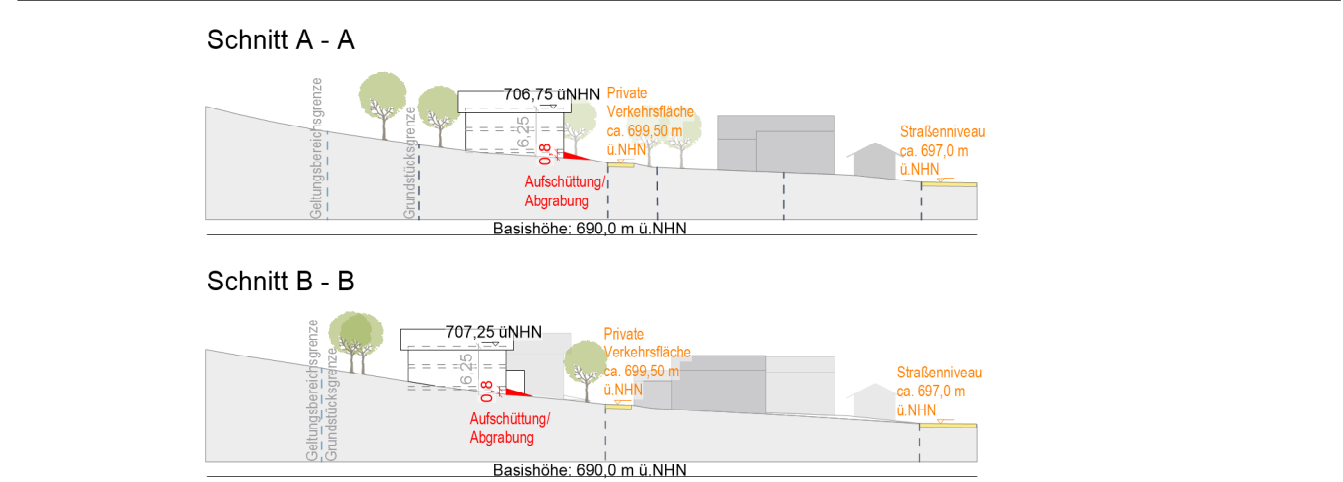 Schnitt A - A
Geltungsbereichsgrenze
Grundstücksgrenze
706,75 üNHN
6,25
0,8
Aufschüttung/
Abgrabung
Private
Verkehrsfläche
ca. 699,50 m
ü.NHN
Straßenniveau
ca. 697,0 m
ü.NHN
Basishöhe: 690,0 m ü.NHN
Schnitt B - B
Geltungsbereichsgrenze
Grundstücksgrenze
707,25 üNHN
6,25
0,8
Aufschüttung/
Abgrabung
Private
Verkehrsfläche
ca. 699,50 m
ü.NHN
Straßenniveau
ca. 697,0 m
ü.NHN
Basishöhe: 690,0 m ü.NHN